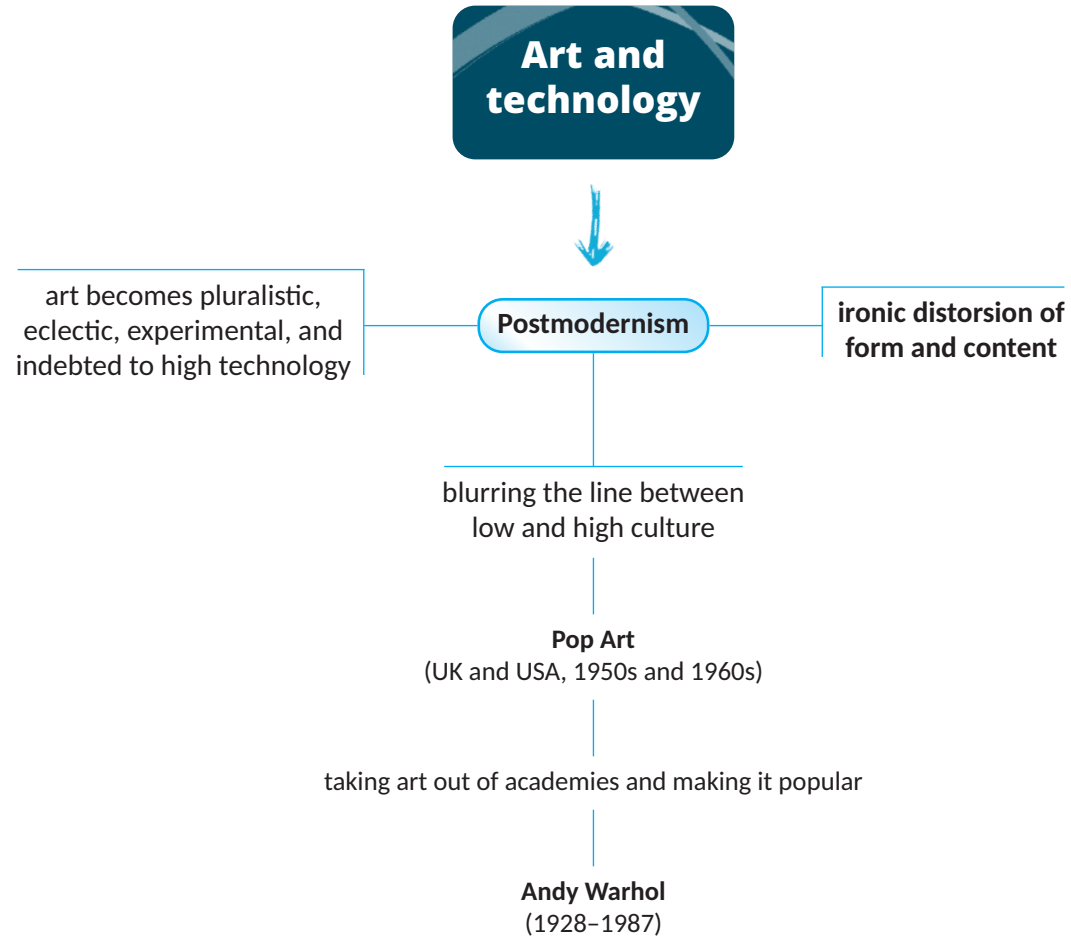 Art and
technology
art becomes pluralistic,
eclectic, experimental, and
indebted to high technology
Postmodernism
ironic distorsion of
form and content
blurring the line between
low and high culture
Pop Art
(UK and USA, 1950s and 1960s)
taking art out of academies and making it popular
Andy Warhol
(1928–1987)